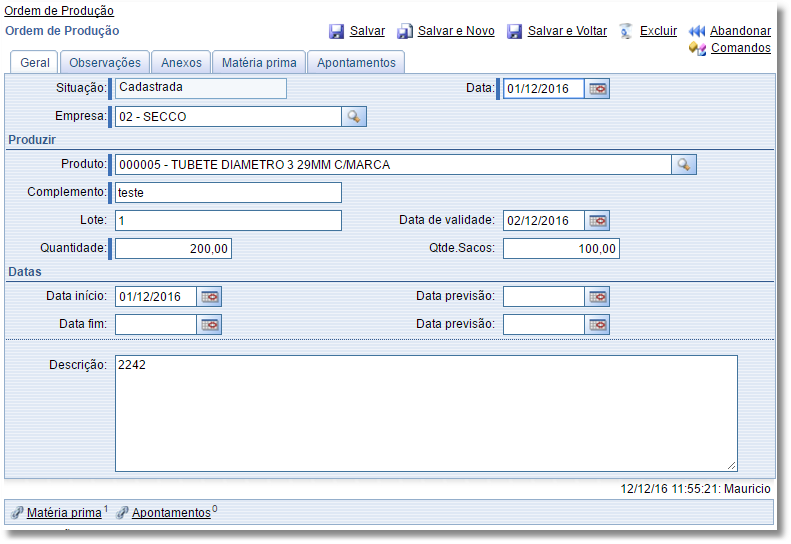 Ordem de Produção
Ordem de Produção Salvar Salvar e Novo Salvar e Voltar Excluir Abandonar
Comandos
Geral Observações Anexos Matéria prima Apontamentos
Situação: Cadastrada Data: 01/12/2016
Empresa: 02 - SECCO
Produzir
Produto: 000005 - TUBETE DIAMETRO 3 29MM C/MARCA
Complemento: teste
Lote: 1 Data de validade: 02/12/2016
Quantidade: 200,00 Qtde.Sacos: 100,00
Datas
Data início: 01/12/2016 Data previsão:
Data fim: Data previsão:
Descrição: 2242
12/12/16 11:55:21: Mauricio
Matéria prima 1 Apontamentos 0